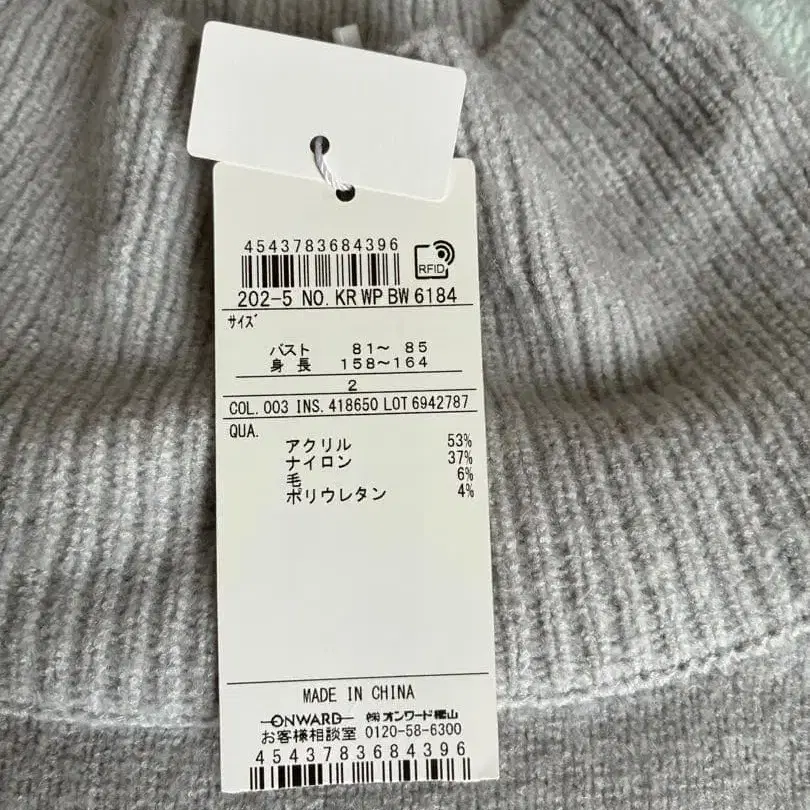 4543783684396
RFID
202-5 NO. KR WP BW 6184
サイズ
バスト 81～ 85
身長 158～164
2
COL. 003 INS. 418650 LOT 6942787
QUA.
アクリル 53%
ナイロン 37%
毛 6%
ポリウレタン 4%
MADE IN CHINA
ONWARD ㈱オンワード樫山
お客様相談室 0120-58-6300
4543783684396